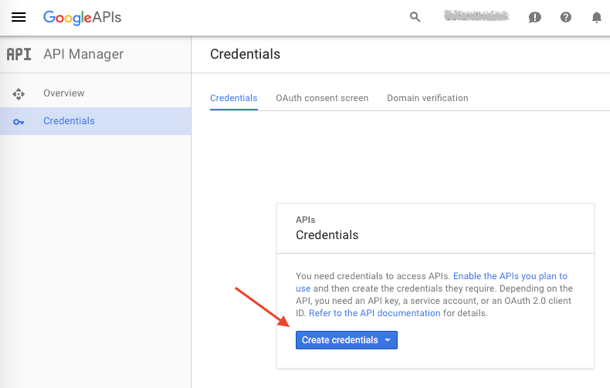 GoogleAPIs
API API Manager
Credentials
Overview
Credentials
Credentials OAuth consent screen Domain verification
APIs
Credentials
You need credentials to access APIs. Enable the APIs you plan to
use and then create the credentials they require. Depending on the
API, you need an API key, a service account, or an OAuth 2.0 client
ID. Refer to the API documentation for details.
Create credentials